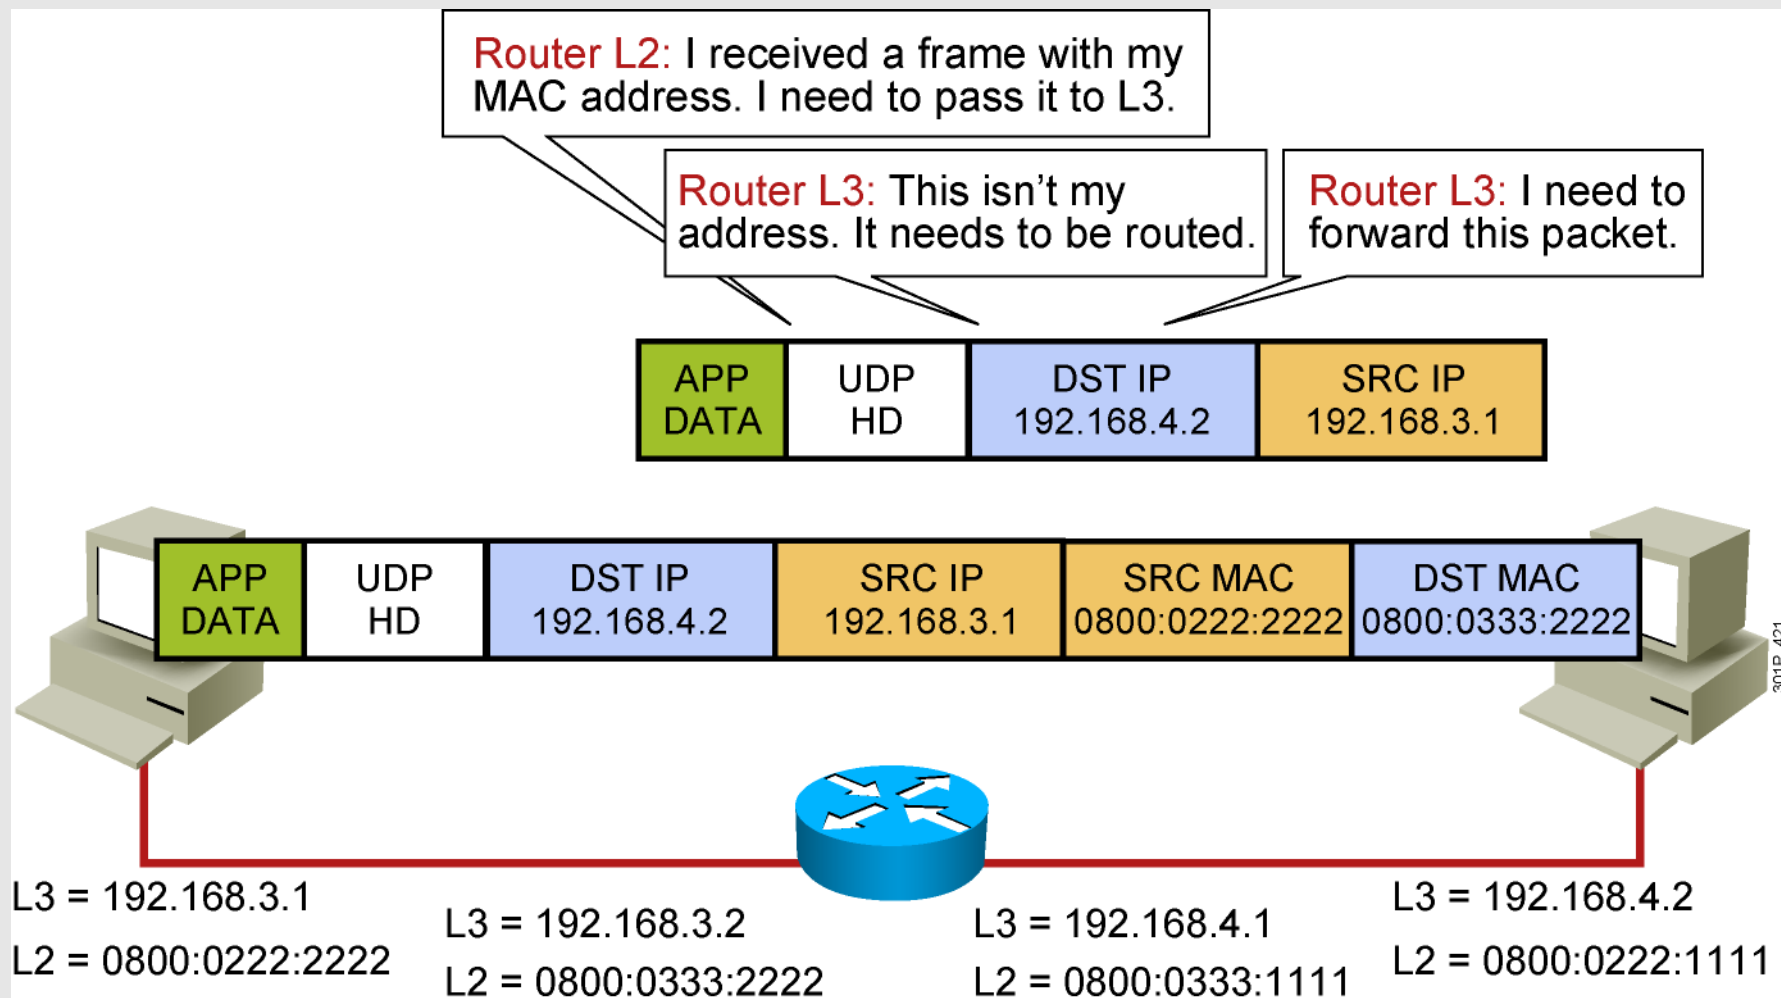 Router L2: I received a frame with my
MAC address. I need to pass it to L3.
Router L3: This isn't my
address. It needs to be routed.
Router L3: I need to
forward this packet.
APP
DATA
UDP
HD
DST IP
192.168.4.2
SRC IP
192.168.3.1
APP
DATA
UDP
HD
DST IP
192.168.4.2
SRC IP
192.168.3.1
SRC MAC
0800:0222:2222
DST MAC
0800:0333:2222
301P_421
L3 = 192.168.3.1
L2 = 0800:0222:2222
L3 = 192.168.3.2
L2 = 0800:0333:2222
L3 = 192.168.4.1
L2 = 0800:0333:1111
L3 = 192.168.4.2
L2 = 0800:0222:1111